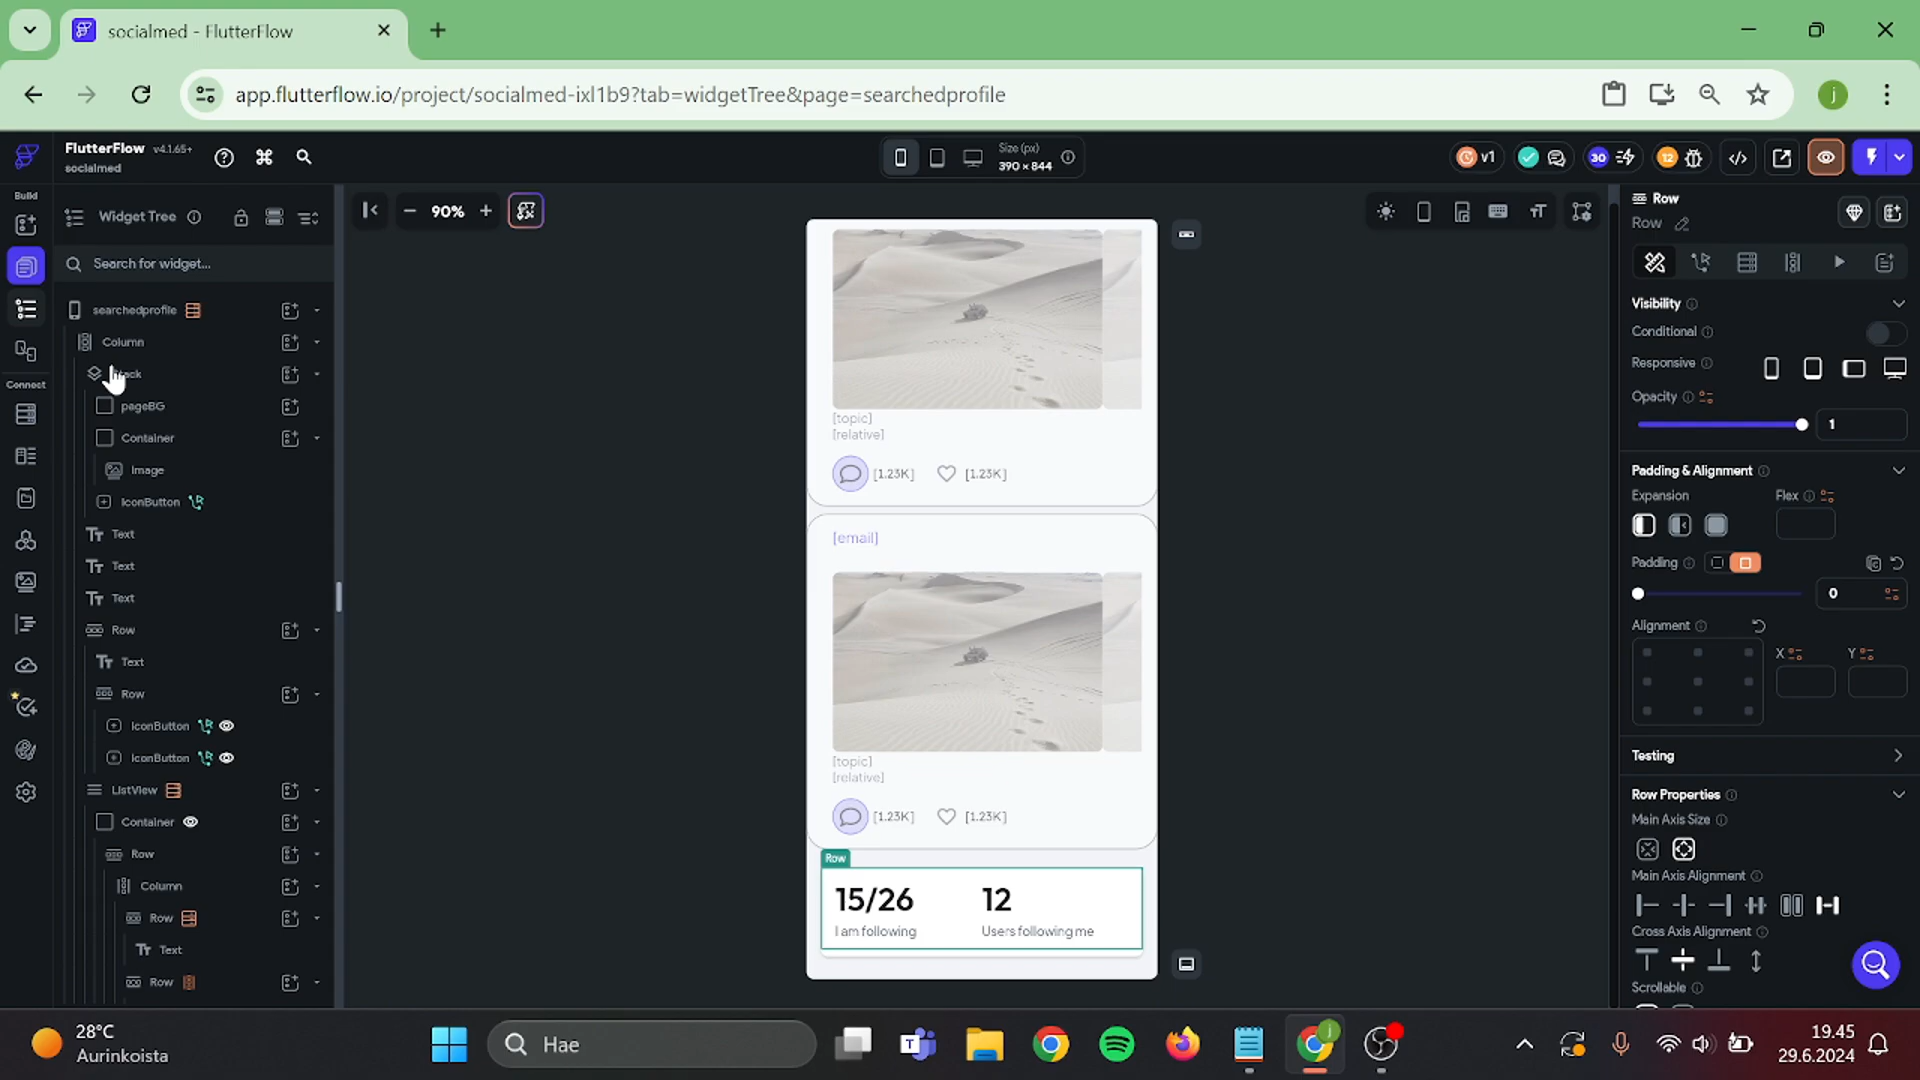 socialmed - FlutterFlow
app.flutterflow.io/project/socialmed-ixl1b9?tab=widgetTree&page=searchedprofile
j
FlutterFlow v4.1.65+
socialmed
Size (px)
390 × 844
v1
30
12
Build
Connect
Widget Tree
Search for widget...
searchedprofile
Column
pageBG
Container
Image
IconButton
Text
Text
Text
Row
Text
Row
IconButton
IconButton
ListView
Container
Row
Column
Row
Text
Row
90%
[topic]
[relative]
[1.23K] [1.23K]
[email]
[topic]
[relative]
[1.23K] [1.23K]
Row
15/26 12
I am following Users following me
Row
Row
Visibility
Conditional
Responsive
Opacity
1
Padding & Alignment
Expansion Flex
Padding
0
Alignment
X Y
Testing
Row Properties
Main Axis Size
Main Axis Alignment
Cross Axis Alignment
Scrollable
28°C
Aurinkoista
Hae
j
19.45
29.6.2024